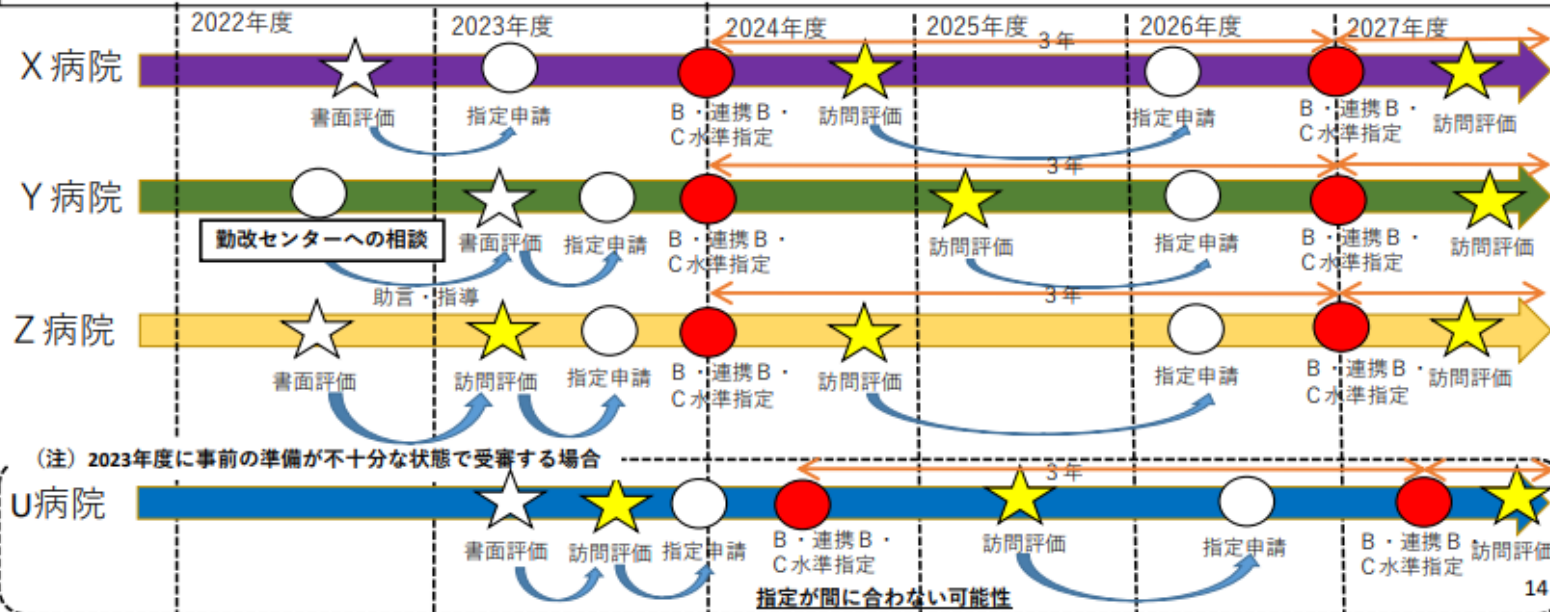 2022年度 2023年度 2024年度 2025年度 2026年度 2027年度
3年
X病院
書面評価 指定申請 B・連携B・ 訪問評価 指定申請 B・連携B・ 訪問評価
C水準指定 C水準指定
3年
Y病院
勤改センターへの相談 書面評価 指定申請 B・連携B・ 訪問評価 指定申請 B・連携B・ 訪問評価
C水準指定 C水準指定
助言・指導
3年
Z病院
書面評価 訪問評価 指定申請 B・連携B・ 訪問評価 指定申請 B・連携B・ 訪問評価
C水準指定 C水準指定
(注)2023年度に事前の準備が不十分な状態で受審する場合
3年
U病院
書面評価 訪問評価 指定申請 B・連携B・ 訪問評価 指定申請 B・連携B・ 訪問評価
C水準指定 C水準指定
指定が間に合わない可能性
14